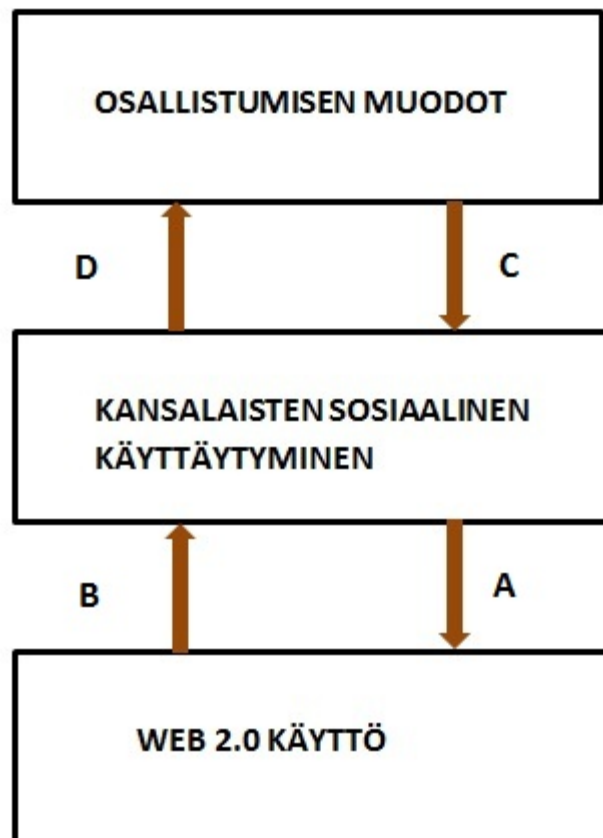 OSALLISTUMISEN MUODOT
D
C
KANSALAISTEN SOSIAALINEN
KÄYTTÄYTYMINEN
B
A
WEB 2.0 KÄYTTÖ